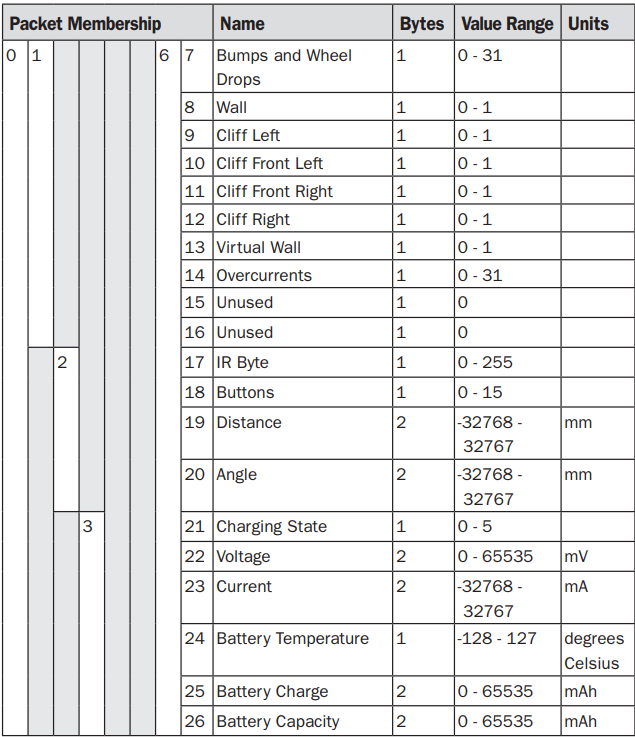 Packet Membership Name Bytes Value Range Units
0 1 6 7 Bumps and Wheel 1 0 - 31
Drops
8 Wall 1 0 - 1
9 Cliff Left 1 0 - 1
10 Cliff Front Left 1 0 - 1
11 Cliff Front Right 1 0 - 1
12 Cliff Right 1 0 - 1
13 Virtual Wall 1 0 - 1
14 Overcurrents 1 0 - 31
15 Unused 1 0
16 Unused 1 0
2 17 IR Byte 1 0 - 255
18 Buttons 1 0 - 15
19 Distance 2 -32768 - mm
32767
20 Angle 2 -32768 - mm
32767
3 21 Charging State 1 0 - 5
22 Voltage 2 0 - 65535 mV
23 Current 2 -32768 - mA
32767
24 Battery Temperature 1 -128 - 127 degrees
Celsius
25 Battery Charge 2 0 - 65535 mAh
26 Battery Capacity 2 0 - 65535 mAh